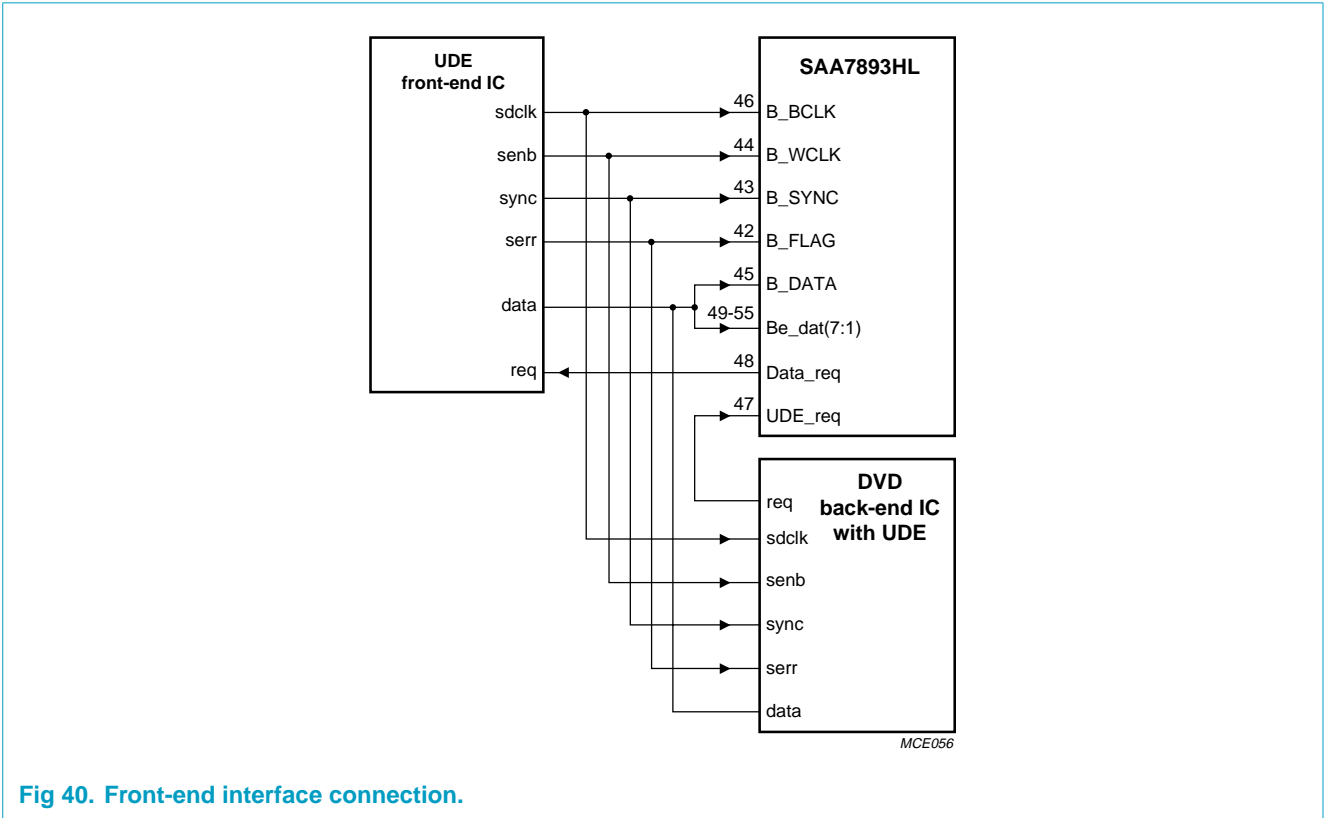 UDE
front-end IC
sdclk
senb
sync
serr
data
req
SAA7893HL
46
B_BCLK
44
B_WCLK
43
B_SYNC
42
B_FLAG
45
B_DATA
49-55
Be_dat(7:1)
48
Data_req
47
UDE_req
DVD
back-end IC
with UDE
req
sdclk
senb
sync
serr
data
MCE056
Fig 40. Front-end interface connection.